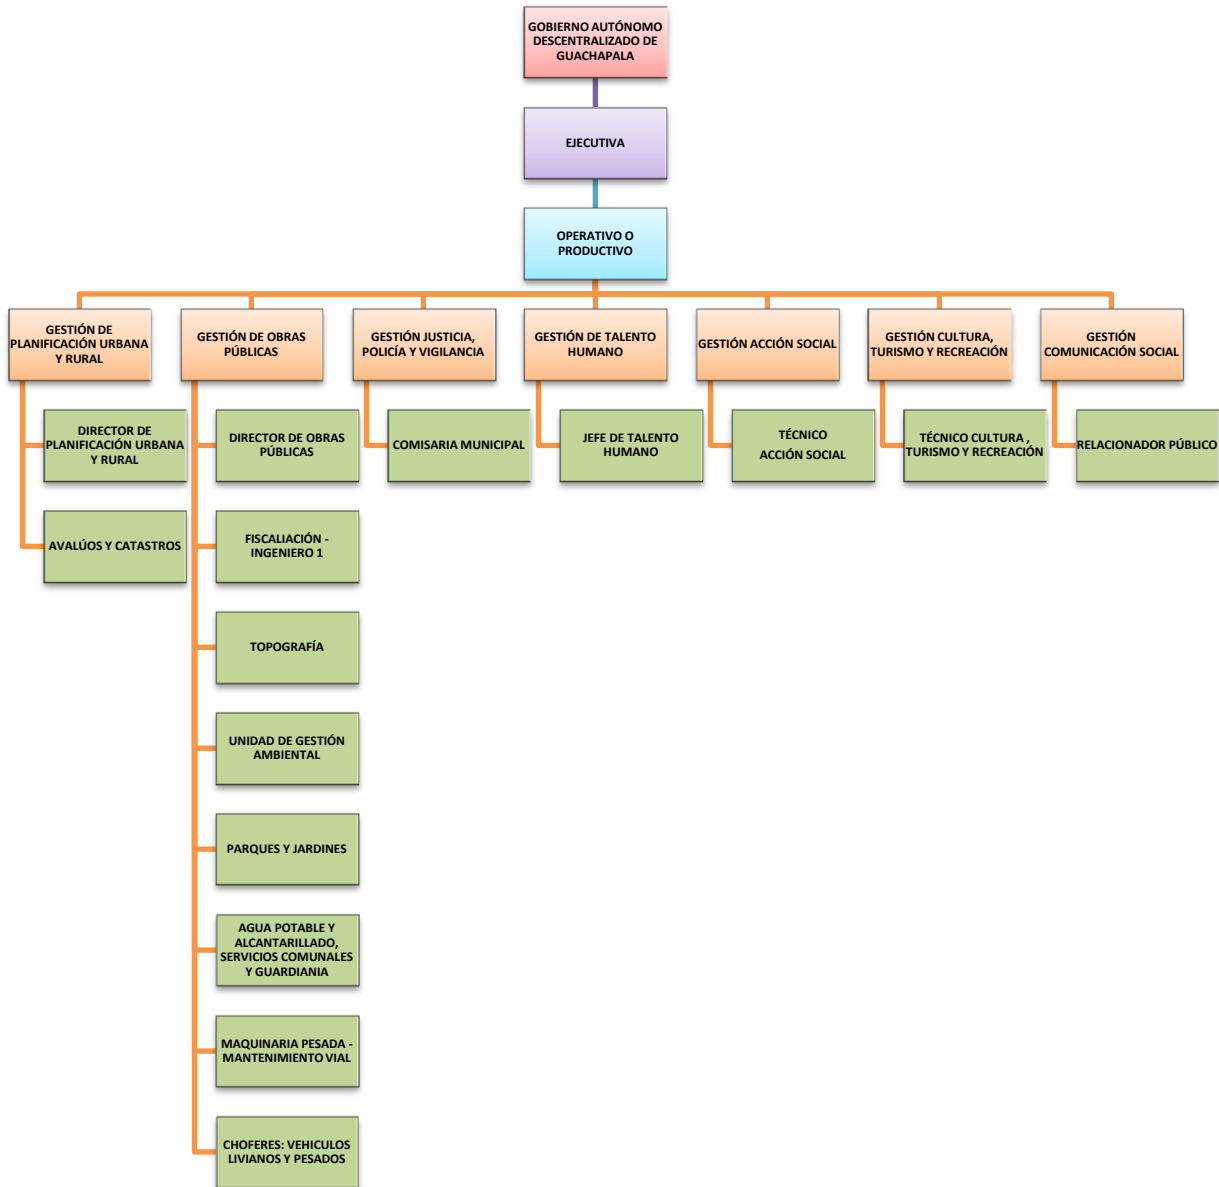 GOBIERNO AUTÓNOMO
DESCENTRALIZADO DE
GUACHAPALA
EJECUTIVA
OPERATIVO O
PRODUCTIVO
GESTIÓN DE
PLANIFICACIÓN URBANA
Y RURAL
GESTIÓN DE OBRAS
PÚBLICAS
GESTIÓN JUSTICIA,
POLICÍA Y VIGILANCIA
GESTIÓN DE TALENTO
HUMANO
GESTIÓN ACCIÓN SOCIAL
GESTIÓN CULTURA,
TURISMO Y RECREACIÓN
GESTIÓN
COMUNICACIÓN SOCIAL
DIRECTOR DE
PLANIFICACIÓN URBANA
Y RURAL
DIRECTOR DE OBRAS
PÚBLICAS
COMISARIA MUNICIPAL
JEFE DE TALENTO
HUMANO
TÉCNICO
ACCIÓN SOCIAL
TÉCNICO CULTURA ,
TURISMO Y RECREACIÓN
RELACIONADOR PÚBLICO
AVALÚOS Y CATASTROS
FISCALIACIÓN -
INGENIERO 1
TOPOGRAFÍA
UNIDAD DE GESTIÓN
AMBIENTAL
PARQUES Y JARDINES
AGUA POTABLE Y
ALCANTARILLADO,
SERVICIOS COMUNALES
Y GUARDIANIA
MAQUINARIA PESADA -
MANTENIMIENTO VIAL
CHOFERES: VEHICULOS
LIVIANOS Y PESADOS